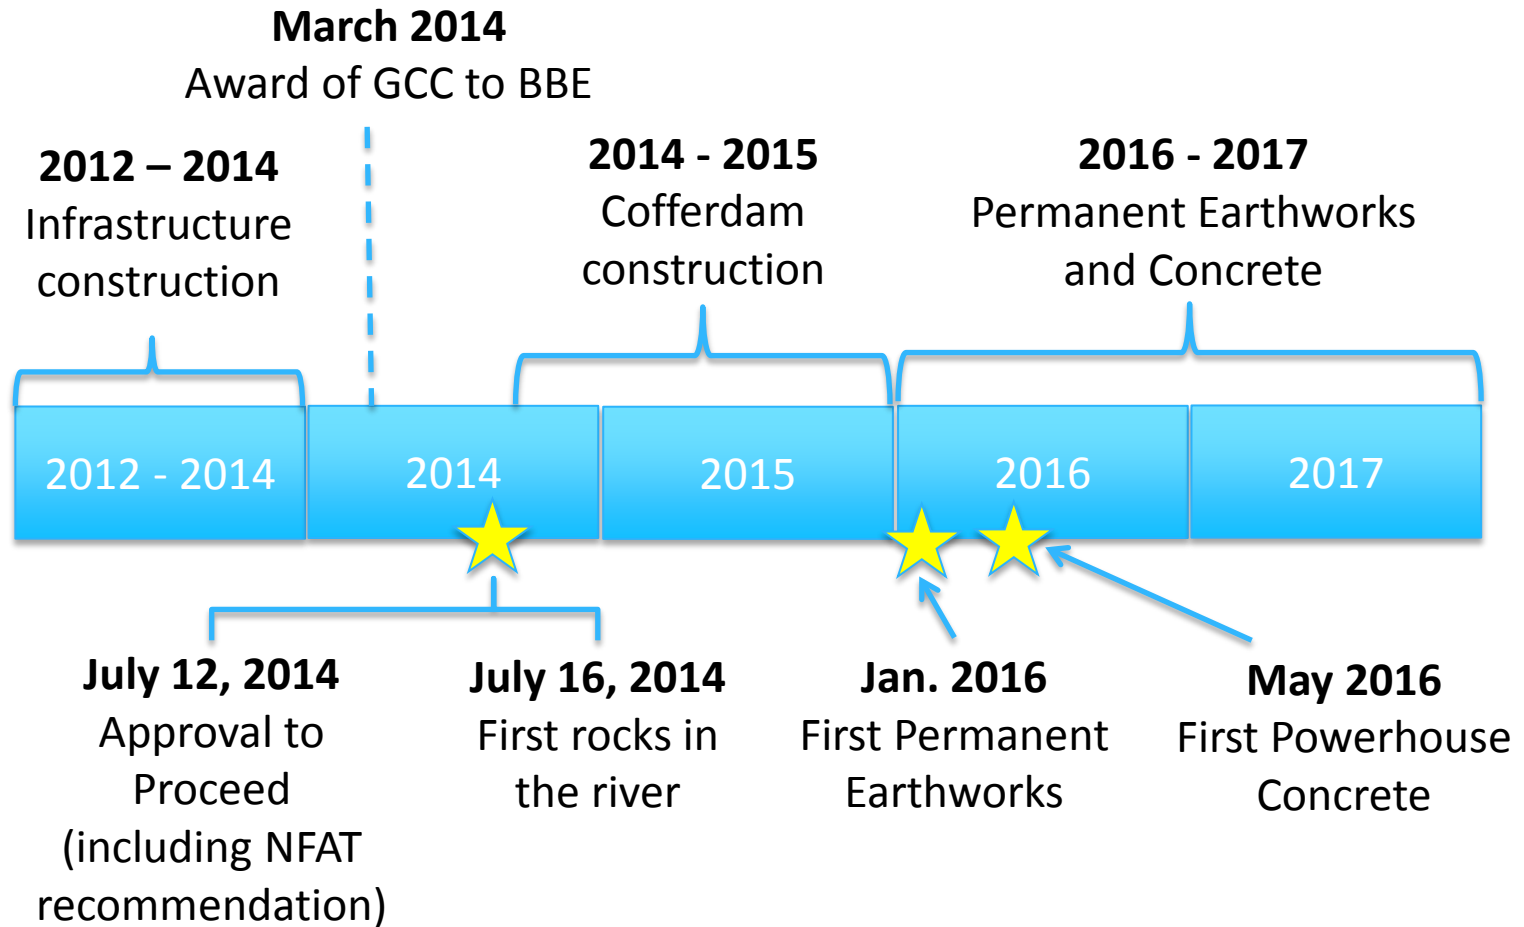 March 2014
Award of GCC to BBE
2012 – 2014
Infrastructure
construction
2014 - 2015
Cofferdam
construction
2016 - 2017
Permanent Earthworks
and Concrete
2012 - 2014
2014
2015
2016
2017
July 12, 2014
Approval to
Proceed
(including NFAT
recommendation)
July 16, 2014
First rocks in
the river
Jan. 2016
First Permanent
Earthworks
May 2016
First Powerhouse
Concrete